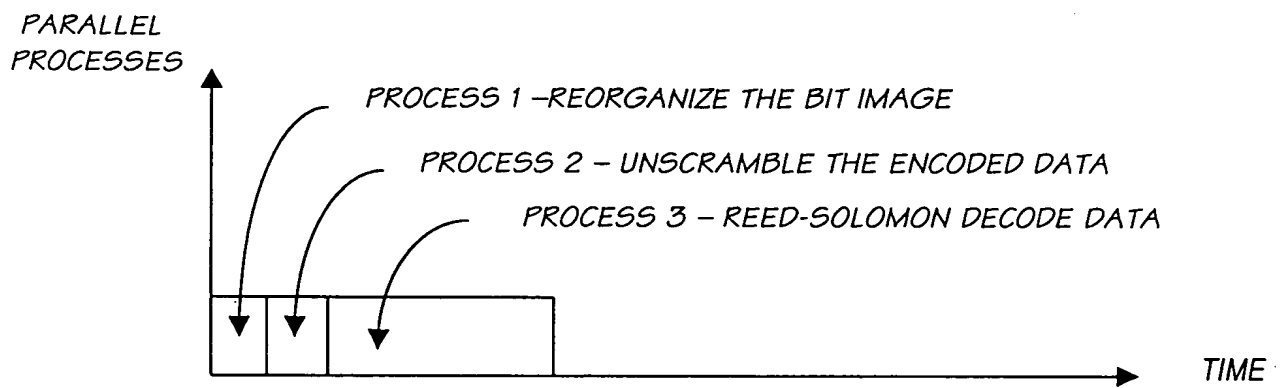 PARALLEL
PROCESSES
PROCESS 1 –REORGANIZE THE BIT IMAGE
PROCESS 2 – UNSCRAMBLE THE ENCODED DATA
PROCESS 3 – REED-SOLOMON DECODE DATA
TIME